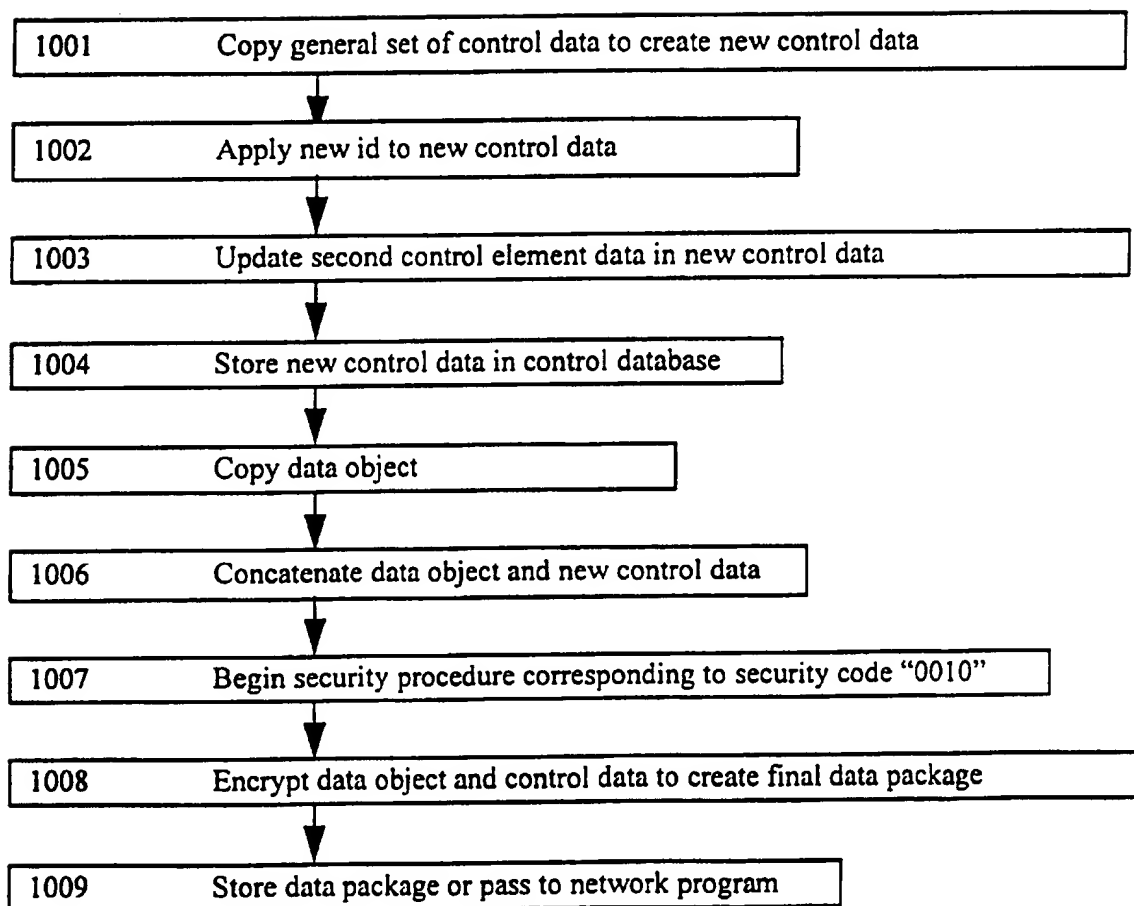 1001 Copy general set of control data to create new control data
1002 Apply new id to new control data
1003 Update second control element data in new control data
1004 Store new control data in control database
1005 Copy data object
1006 Concatenate data object and new control data
1007 Begin security procedure corresponding to security code “0010”
1008 Encrypt data object and control data to create final data package
1009 Store data package or pass to network program